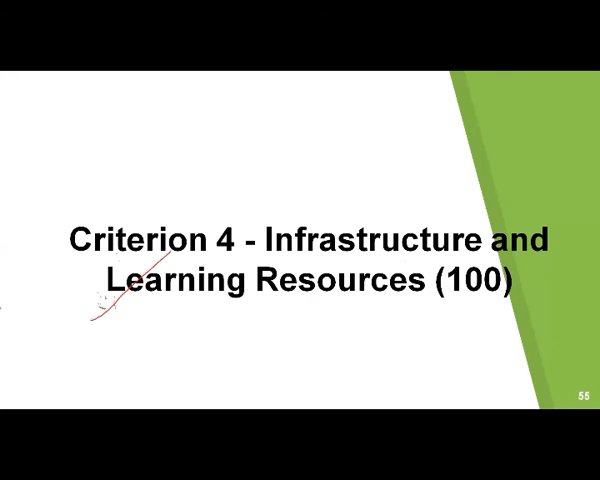 Criterion 4 - Infrastructure and
Learning Resources (100)
55